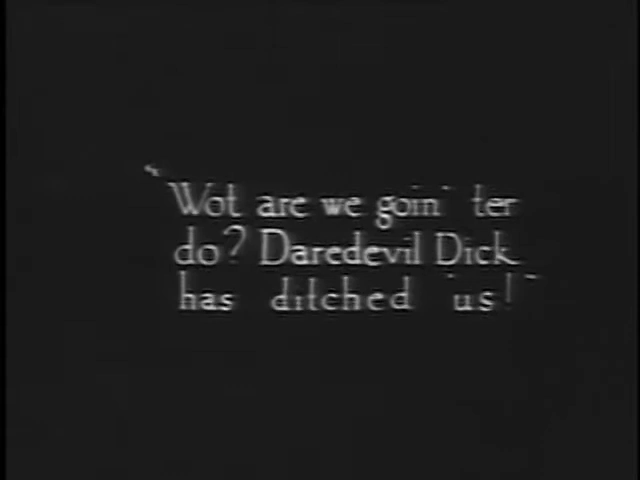 "Wot are we goin' ter
do? Daredevil Dick
has ditched 'us!"